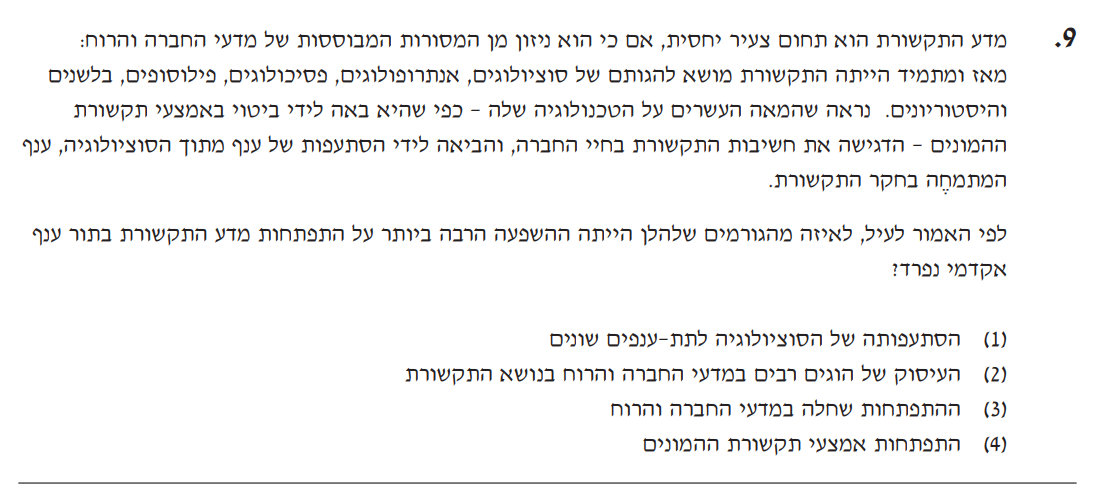 9. מדע התקשורת הוא תחום צעיר יחסית, אם כי הוא ניזון מן המסורות המבוססות של מדעי החברה והרוח:
מאז ומתמיד הייתה התקשורת מושא להגותם של סוציולוגים, אנתרופולוגים, פסיכולוגים, פילוסופים, בלשנים
והיסטוריונים. נראה שהמאה העשרים על הטכנולוגיה שלה – כפי שהיא באה לידי ביטוי באמצעי תקשורת
ההמונים – הדגישה את חשיבות התקשורת בחיי החברה, והביאה לידי הסתעפות של ענף מתוך הסוציולוגיה, ענף
המתמחֶה בחקר התקשורת.
לפי האמור לעיל, לאיזה מהגורמים שלהלן הייתה ההשפעה הרבה ביותר על התפתחות מדע התקשורת בתור ענף
אקדמי נפרד?
(1) הסתעפותה של הסוציולוגיה לתת-ענפים שונים
(2) העיסוק של הוגים רבים במדעי החברה והרוח בנושא התקשורת
(3) ההתפתחות שחלה במדעי החברה והרוח
(4) התפתחות אמצעי תקשורת ההמונים